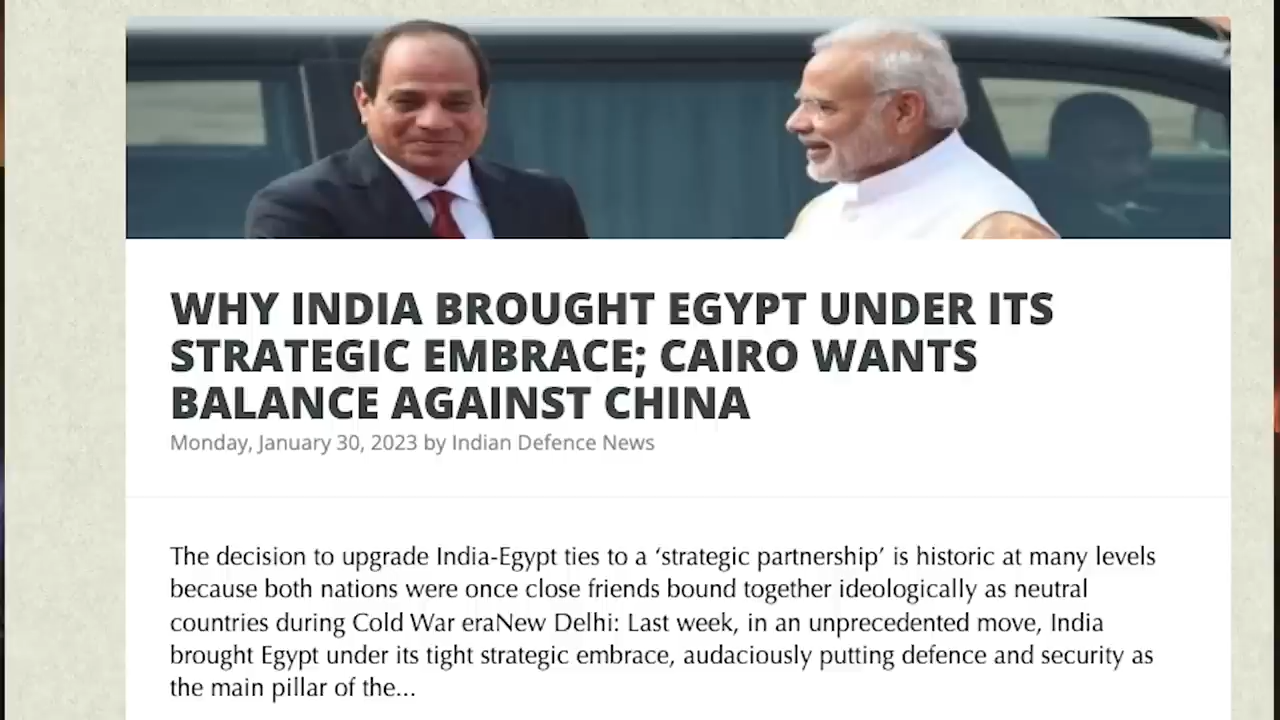 WHY INDIA BROUGHT EGYPT UNDER ITS
STRATEGIC EMBRACE; CAIRO WANTS
BALANCE AGAINST CHINA
Monday, January 30, 2023 by Indian Defence News
The decision to upgrade India-Egypt ties to a ‘strategic partnership’ is historic at many levels
because both nations were once close friends bound together ideologically as neutral
countries during Cold War eraNew Delhi: Last week, in an unprecedented move, India
brought Egypt under its tight strategic embrace, audaciously putting defence and security as
the main pillar of the...